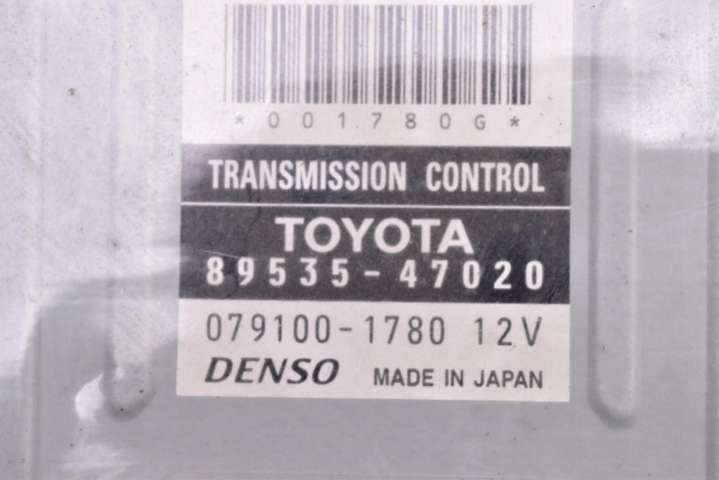 *001780G*
TRANSMISSION CONTROL
TOYOTA
89535-47020
079100-1780 12V
DENSO MADE IN JAPAN